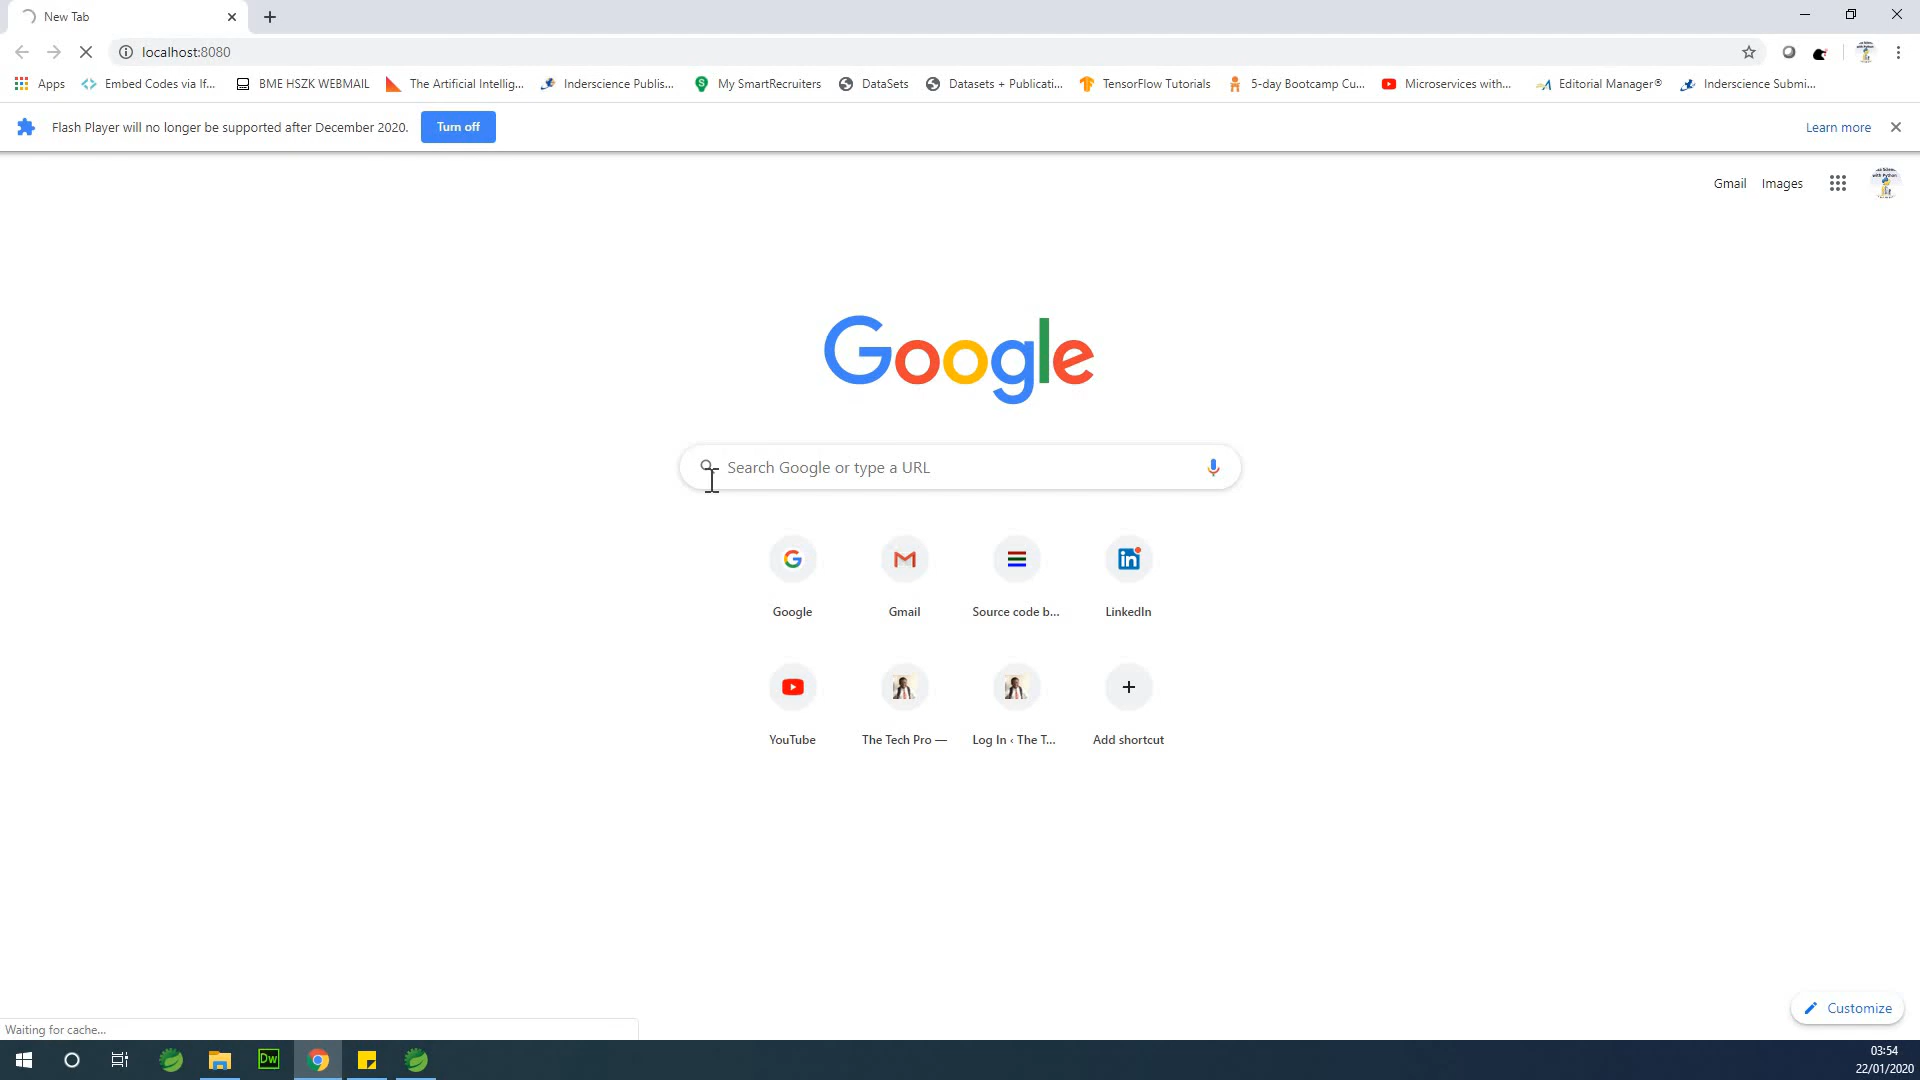 New Tab
localhost:8080
Apps
Embed Codes via If...
BME HSZK WEBMAIL
The Artificial Intellig...
Inderscience Publis...
My SmartRecruiters
DataSets
Datasets + Publicati...
TensorFlow Tutorials
5-day Bootcamp Cu...
Microservices with...
Editorial Manager®
Inderscience Submi...
Flash Player will no longer be supported after December 2020.
Turn off
Learn more
Gmail
Images
Google
Search Google or type a URL
Google
Gmail
Source code b...
LinkedIn
YouTube
The Tech Pro —
Log In ‹ The T...
Add shortcut
Customize
Waiting for cache...
Dw
03:54
22/01/2020